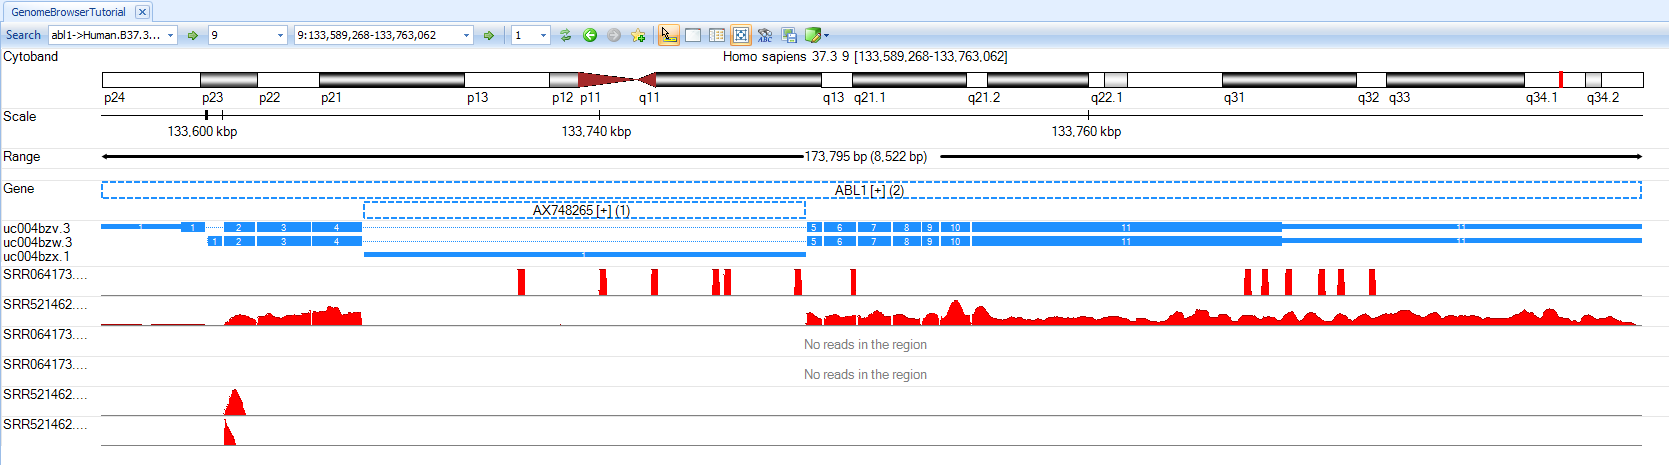 GenomeBrowserTutorial
Search abl1->Human.B37.3... 9 9:133,589,268-133,763,062 1 ABC
Cytoband Homo sapiens 37.3 9 [133,589,268-133,763,062]
p24 p23 p22 p21 p13 p12 p11 q11 q13 q21.1 q21.2 q22.1 q31 q32 q33 q34.1 q34.2
Scale
133,600 kbp 133,740 kbp 133,760 kbp
Range 173,795 bp (8,522 bp)
Gene ABL1 [+] (2)
AX748265 [+] (1)
uc004bzv.3 1 1 2 3 4 5 6 7 8 9 10 11 11
uc004bzw.3 1 2 3 4 5 6 7 8 9 10 11 11
uc004bzx.1 1
SRR064173....
SRR521462....
SRR064173....
No reads in the region
SRR064173....
No reads in the region
SRR521462....
SRR521462....